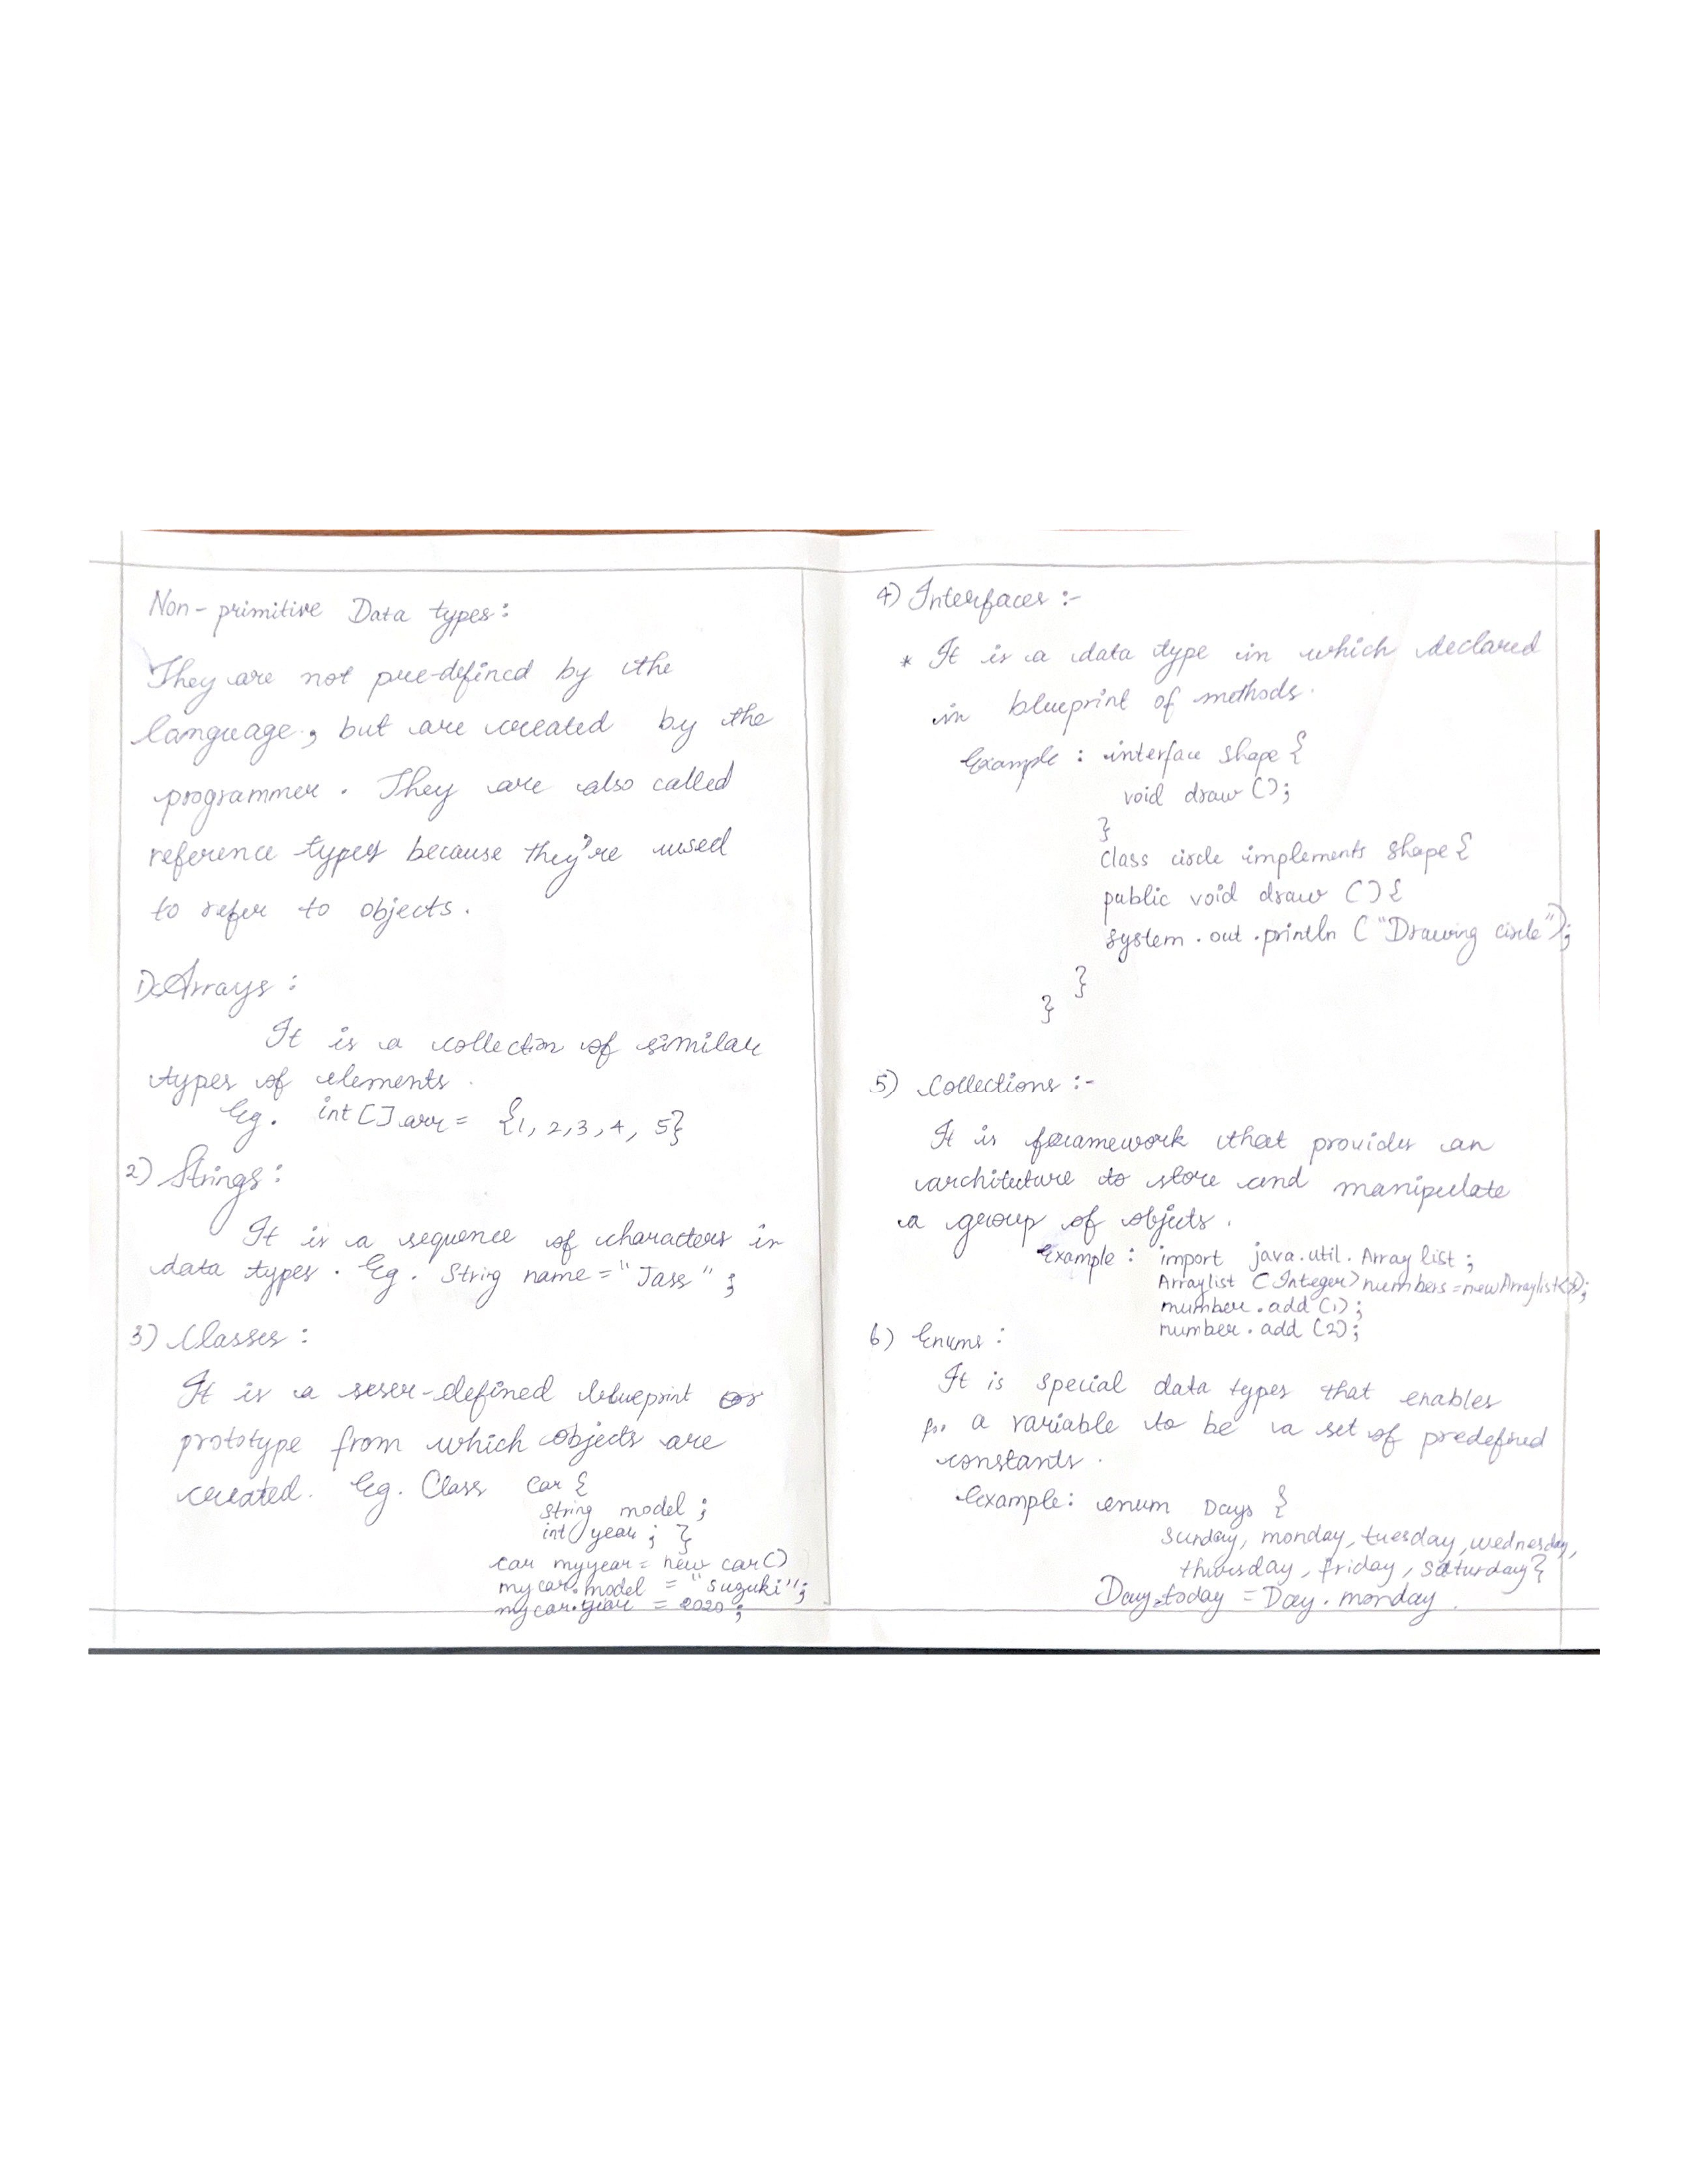 Non-primitive Data types:
They are not pre-defined by the
language, but are created by the
programmer. They are also called
reference types because they're used
to refer to objects.
1) Arrays:
It is a collection of similar
types of elements.
Eg. int[] arr = {1, 2, 3, 4, 5}
2) Strings:
It is a sequence of characters in
data types. Eg. String name = "Jass";
3) Classes:
It is a user-defined blueprint or
prototype from which objects are
created. Eg. Class Car {
String model;
int year; }
car myyear = new car()
mycar.model = "Suzuki";
mycar.year = 2020;
4) Interfaces :-
* It is a data type in which declared
in blueprint of methods.
Example : interface shape {
void draw ();
}
class circle implements shape {
public void draw () {
system.out.println ("Drawing circle");
}
}
5) Collections :-
It is framework that provides an
architecture to store and manipulate
a group of objects.
Example : import java.util.Array list;
Arraylist (Integer> numbers = new Arraylist<>);
number.add (1);
number.add (2);
6) Enums :
It is special data types that enables
for a variable to be a set of predefined
constants.
Example: enum Days {
sunday, monday, tuesday, wednesday,
thursday, friday, saturday}
Day today = Day.monday.